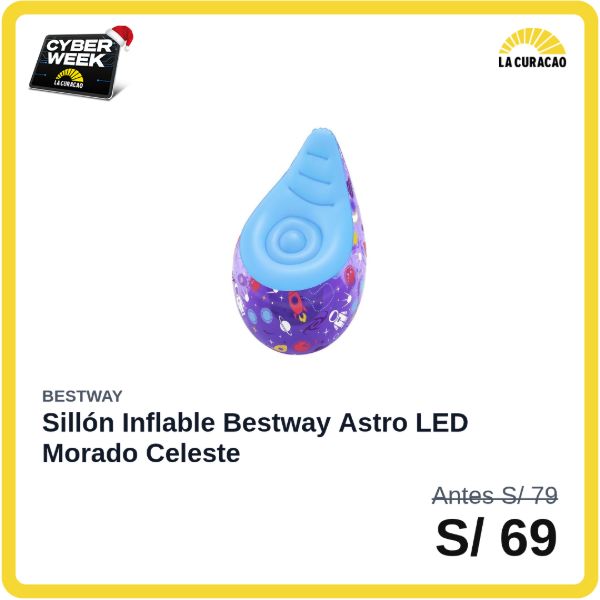 CYBER
WEEK
LA CURACAO
LA CURACAO
BESTWAY
Sillón Inflable Bestway Astro LED
Morado Celeste
Antes S/ 79
S/ 69